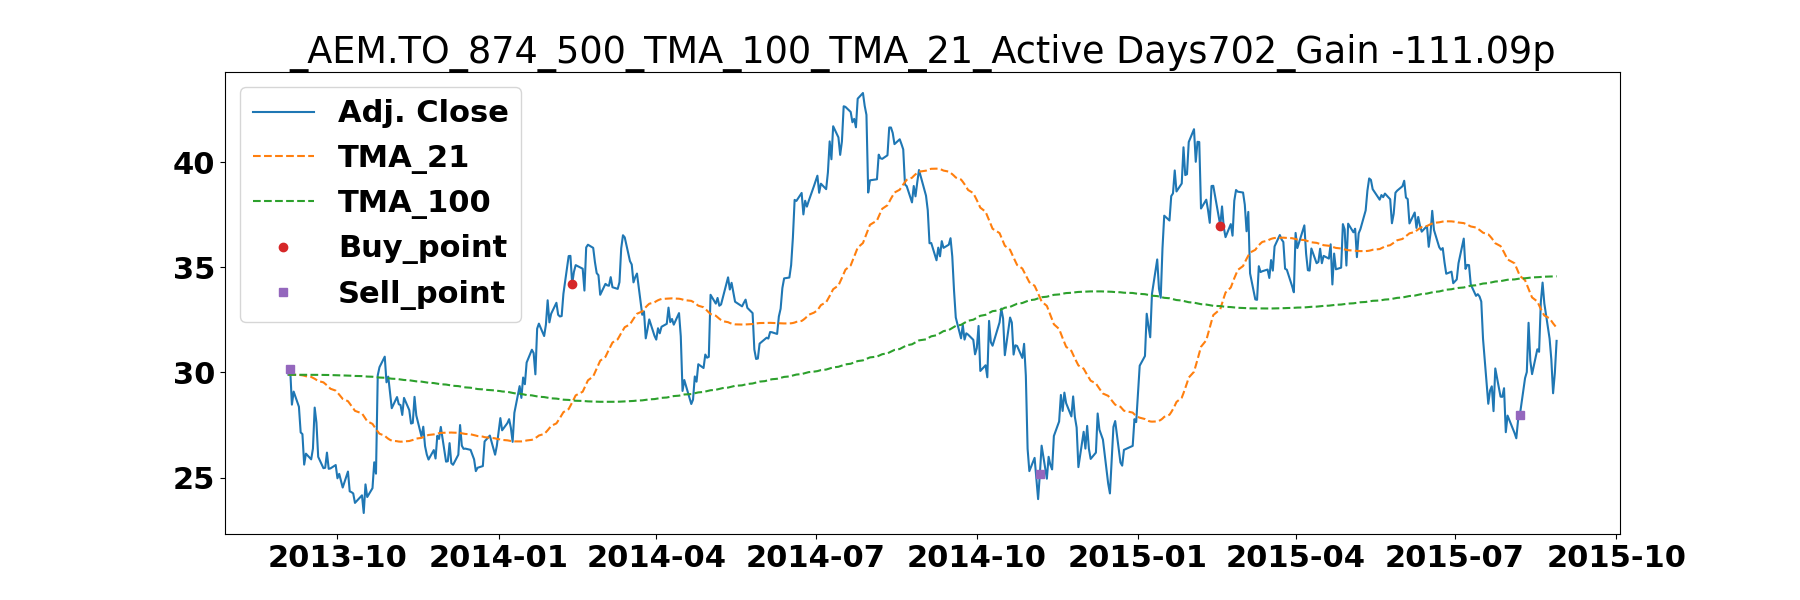 _AEM.TO_874_500_TMA_100_TMA_21_Active Days702_Gain -111.09p
Adj. Close
TMA_21
TMA_100
Buy_point
Sell_point
40
35
30
25
2013-10 2014-01 2014-04 2014-07 2014-10 2015-01 2015-04 2015-07 2015-10